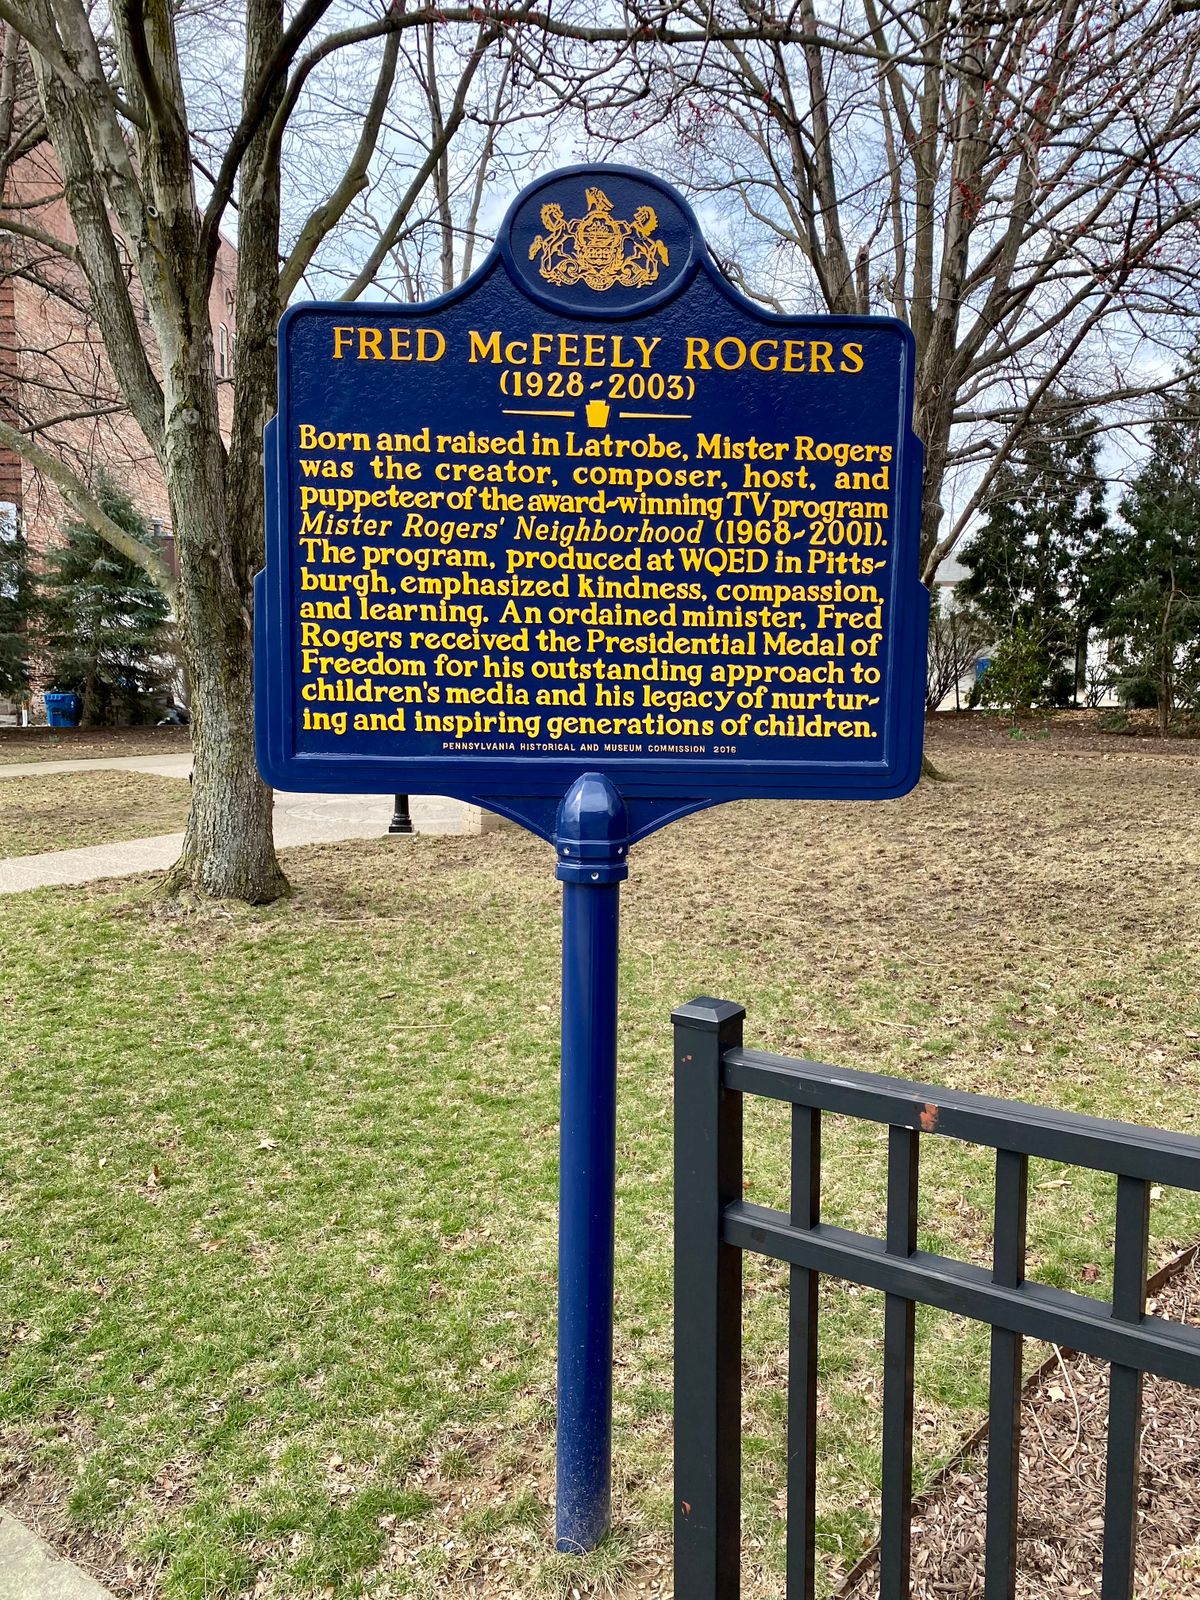 FRED McFEELY ROGERS
(1928-2003)
Born and raised in Latrobe, Mister Rogers
was the creator, composer, host, and
puppeteer of the award-winning TV program
Mister Rogers' Neighborhood (1968-2001).
The program, produced at WQED in Pitts-
burgh, emphasized kindness, compassion,
and learning. An ordained minister, Fred
Rogers received the Presidential Medal of
Freedom for his outstanding approach to
children's media and his legacy of nurtur-
ing and inspiring generations of children.
PENNSYLVANIA HISTORICAL AND MUSEUM COMMISSION 2016